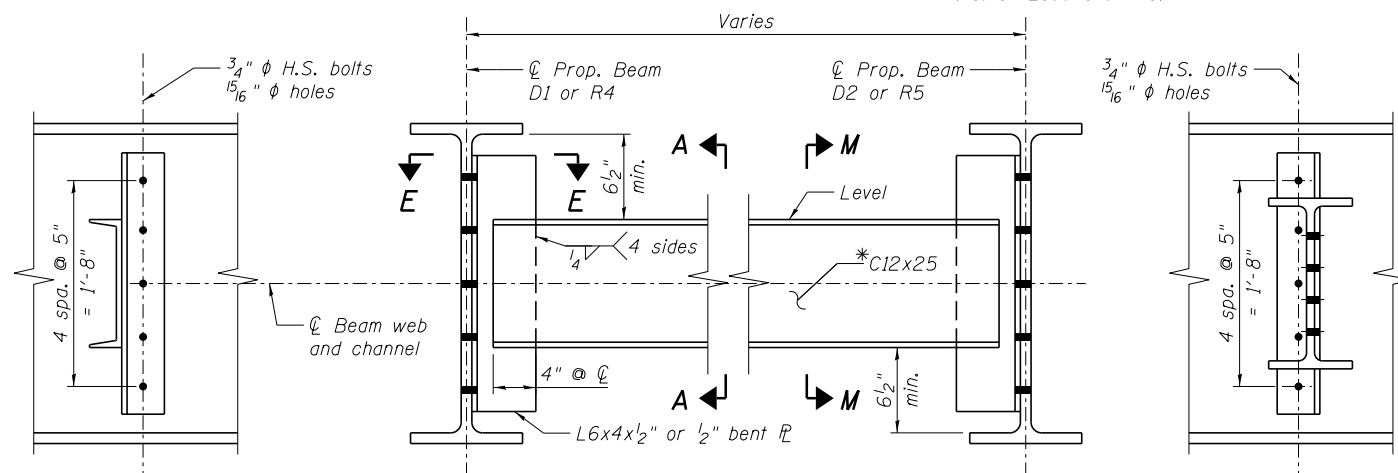 Varies
3/4" φ H.S. bolts
15/16" φ holes
℄ Prop. Beam
D1 or R4
℄ Prop. Beam
D2 or R5
3/4" φ H.S. bolts
15/16" φ holes
A
M
E
E
6 1/2"
min.
Level
4 spa. @ 5"
= 1'-8"
1/4
4 sides
*C12x25
4 spa. @ 5"
= 1'-8"
℄ Beam web
and channel
4" @ ℄
A
M
6 1/2"
min.
L6x4x1/2" or 1/2" bent ⅊